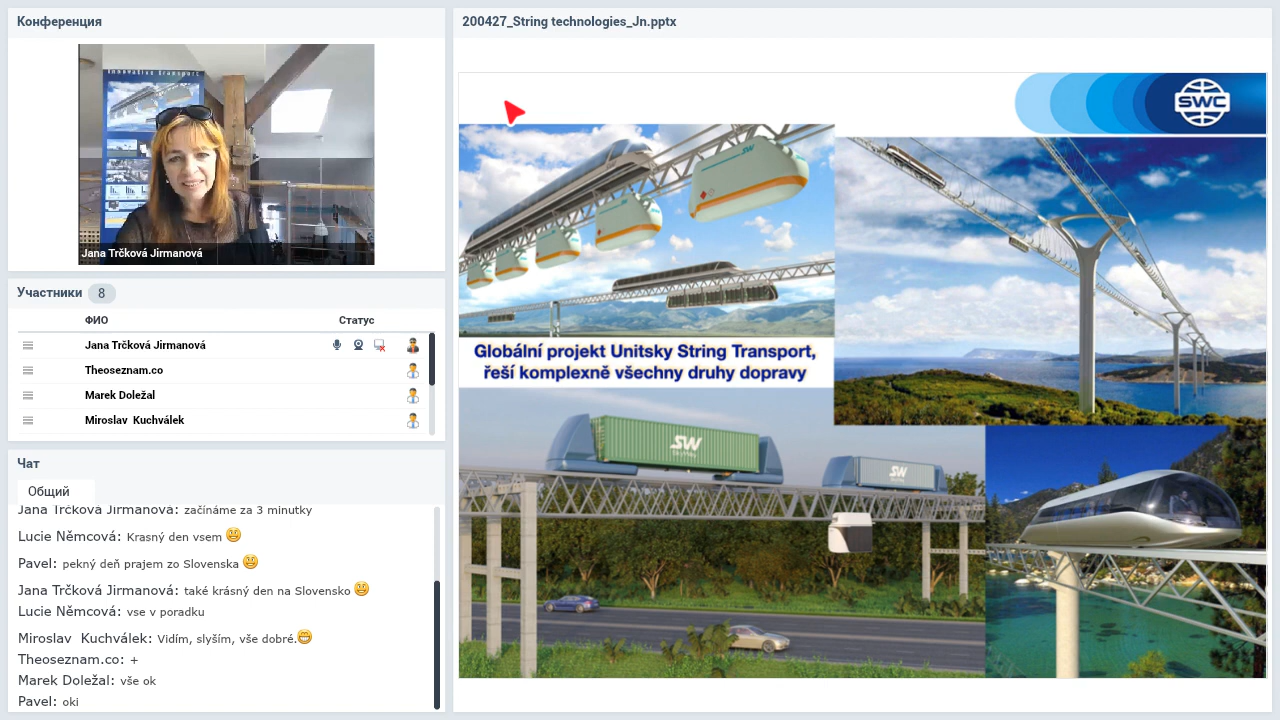 Конференция
Innovative Transport
Jana Trčková Jirmanová
Участники 8
ФИО Статус
Jana Trčková Jirmanová
Theoseznam.co
Marek Doležal
Miroslav Kuchválek
Чат
Общий
Jana Trčková Jirmanová: začínáme za 3 minutky
Lucie Němcová: Krasný den vsem
Pavel: pekný deň prajem zo Slovenska
Jana Trčková Jirmanová: také krásný den na Slovensko
Lucie Němcová: vse v poradku
Miroslav Kuchválek: Vidím, slyším, vše dobré.
Theoseznam.co: +
Marek Doležal: vše ok
Pavel: oki
200427_String technologies_Jn.pptx
SWC
SW
Globální projekt Unitsky String Transport,
řeší komplexně všechny druhy dopravy
SW
SkyWay
SW